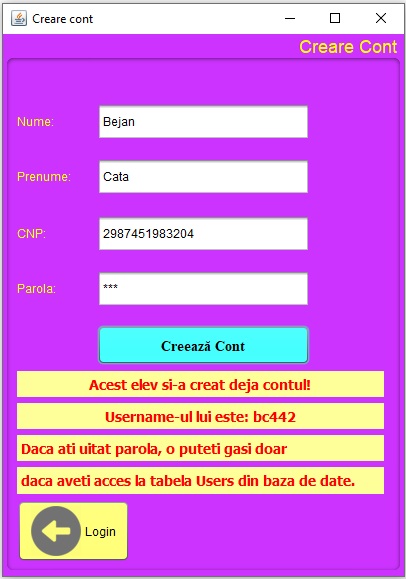 Creare cont
Creare Cont
Nume:
Bejan
Prenume:
Cata
CNP:
2987451983204
Parola:
***
Creează Cont
Acest elev si-a creat deja contul!
Username-ul lui este: bc442
Daca ati uitat parola, o puteti gasi doar
daca aveti acces la tabela Users din baza de date.
Login